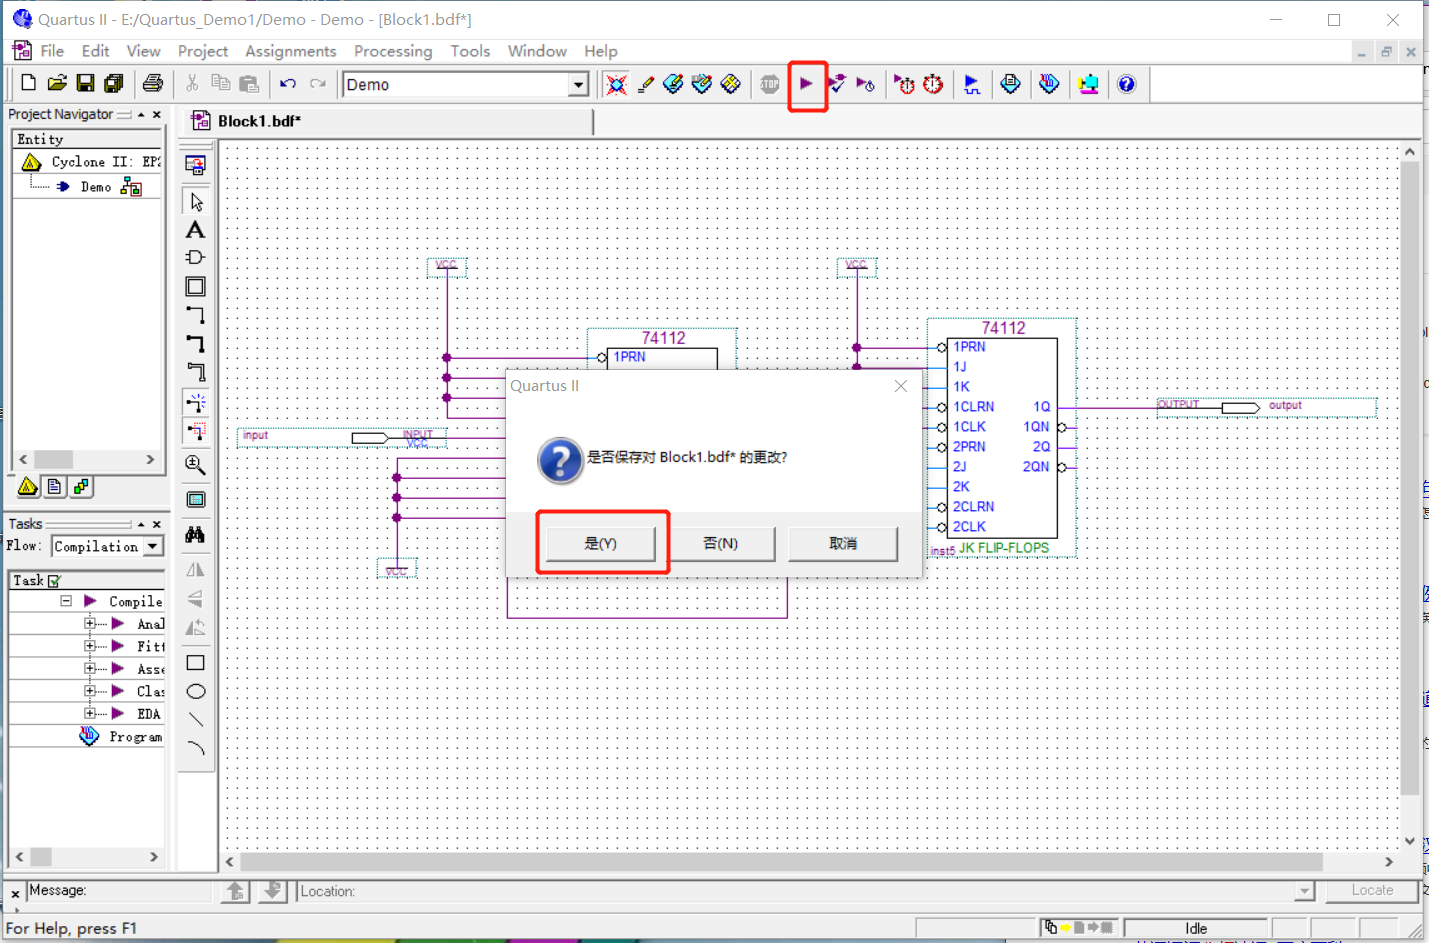 Quartus II - E:/Quartus_Demo1/Demo - Demo - [Block1.bdf*]
File Edit View Project Assignments Processing Tools Window Help
Demo
STOP
Project Navigator
Block1.bdf*
Entity
Cyclone II: EP2
Demo
VCC
VCC
74112
1PRN
74112
1PRN
1J
1K
1CLRN 1Q
1CLK 1QN
2PRN 2Q
2J 2QN
2K
2CLRN
2CLK
inst5 JK FLIP-FLOPS
OUTPUT output
input INPUT
VCC
VCC
Quartus II
是否保存对 Block1.bdf* 的更改?
是(Y) 否(N) 取消
Tasks
Flow: Compilation
Task
Compile
Anal
Fitt
Asse
Clas
EDA
Program
Message:
Location:
Locate
For Help, press F1
Idle